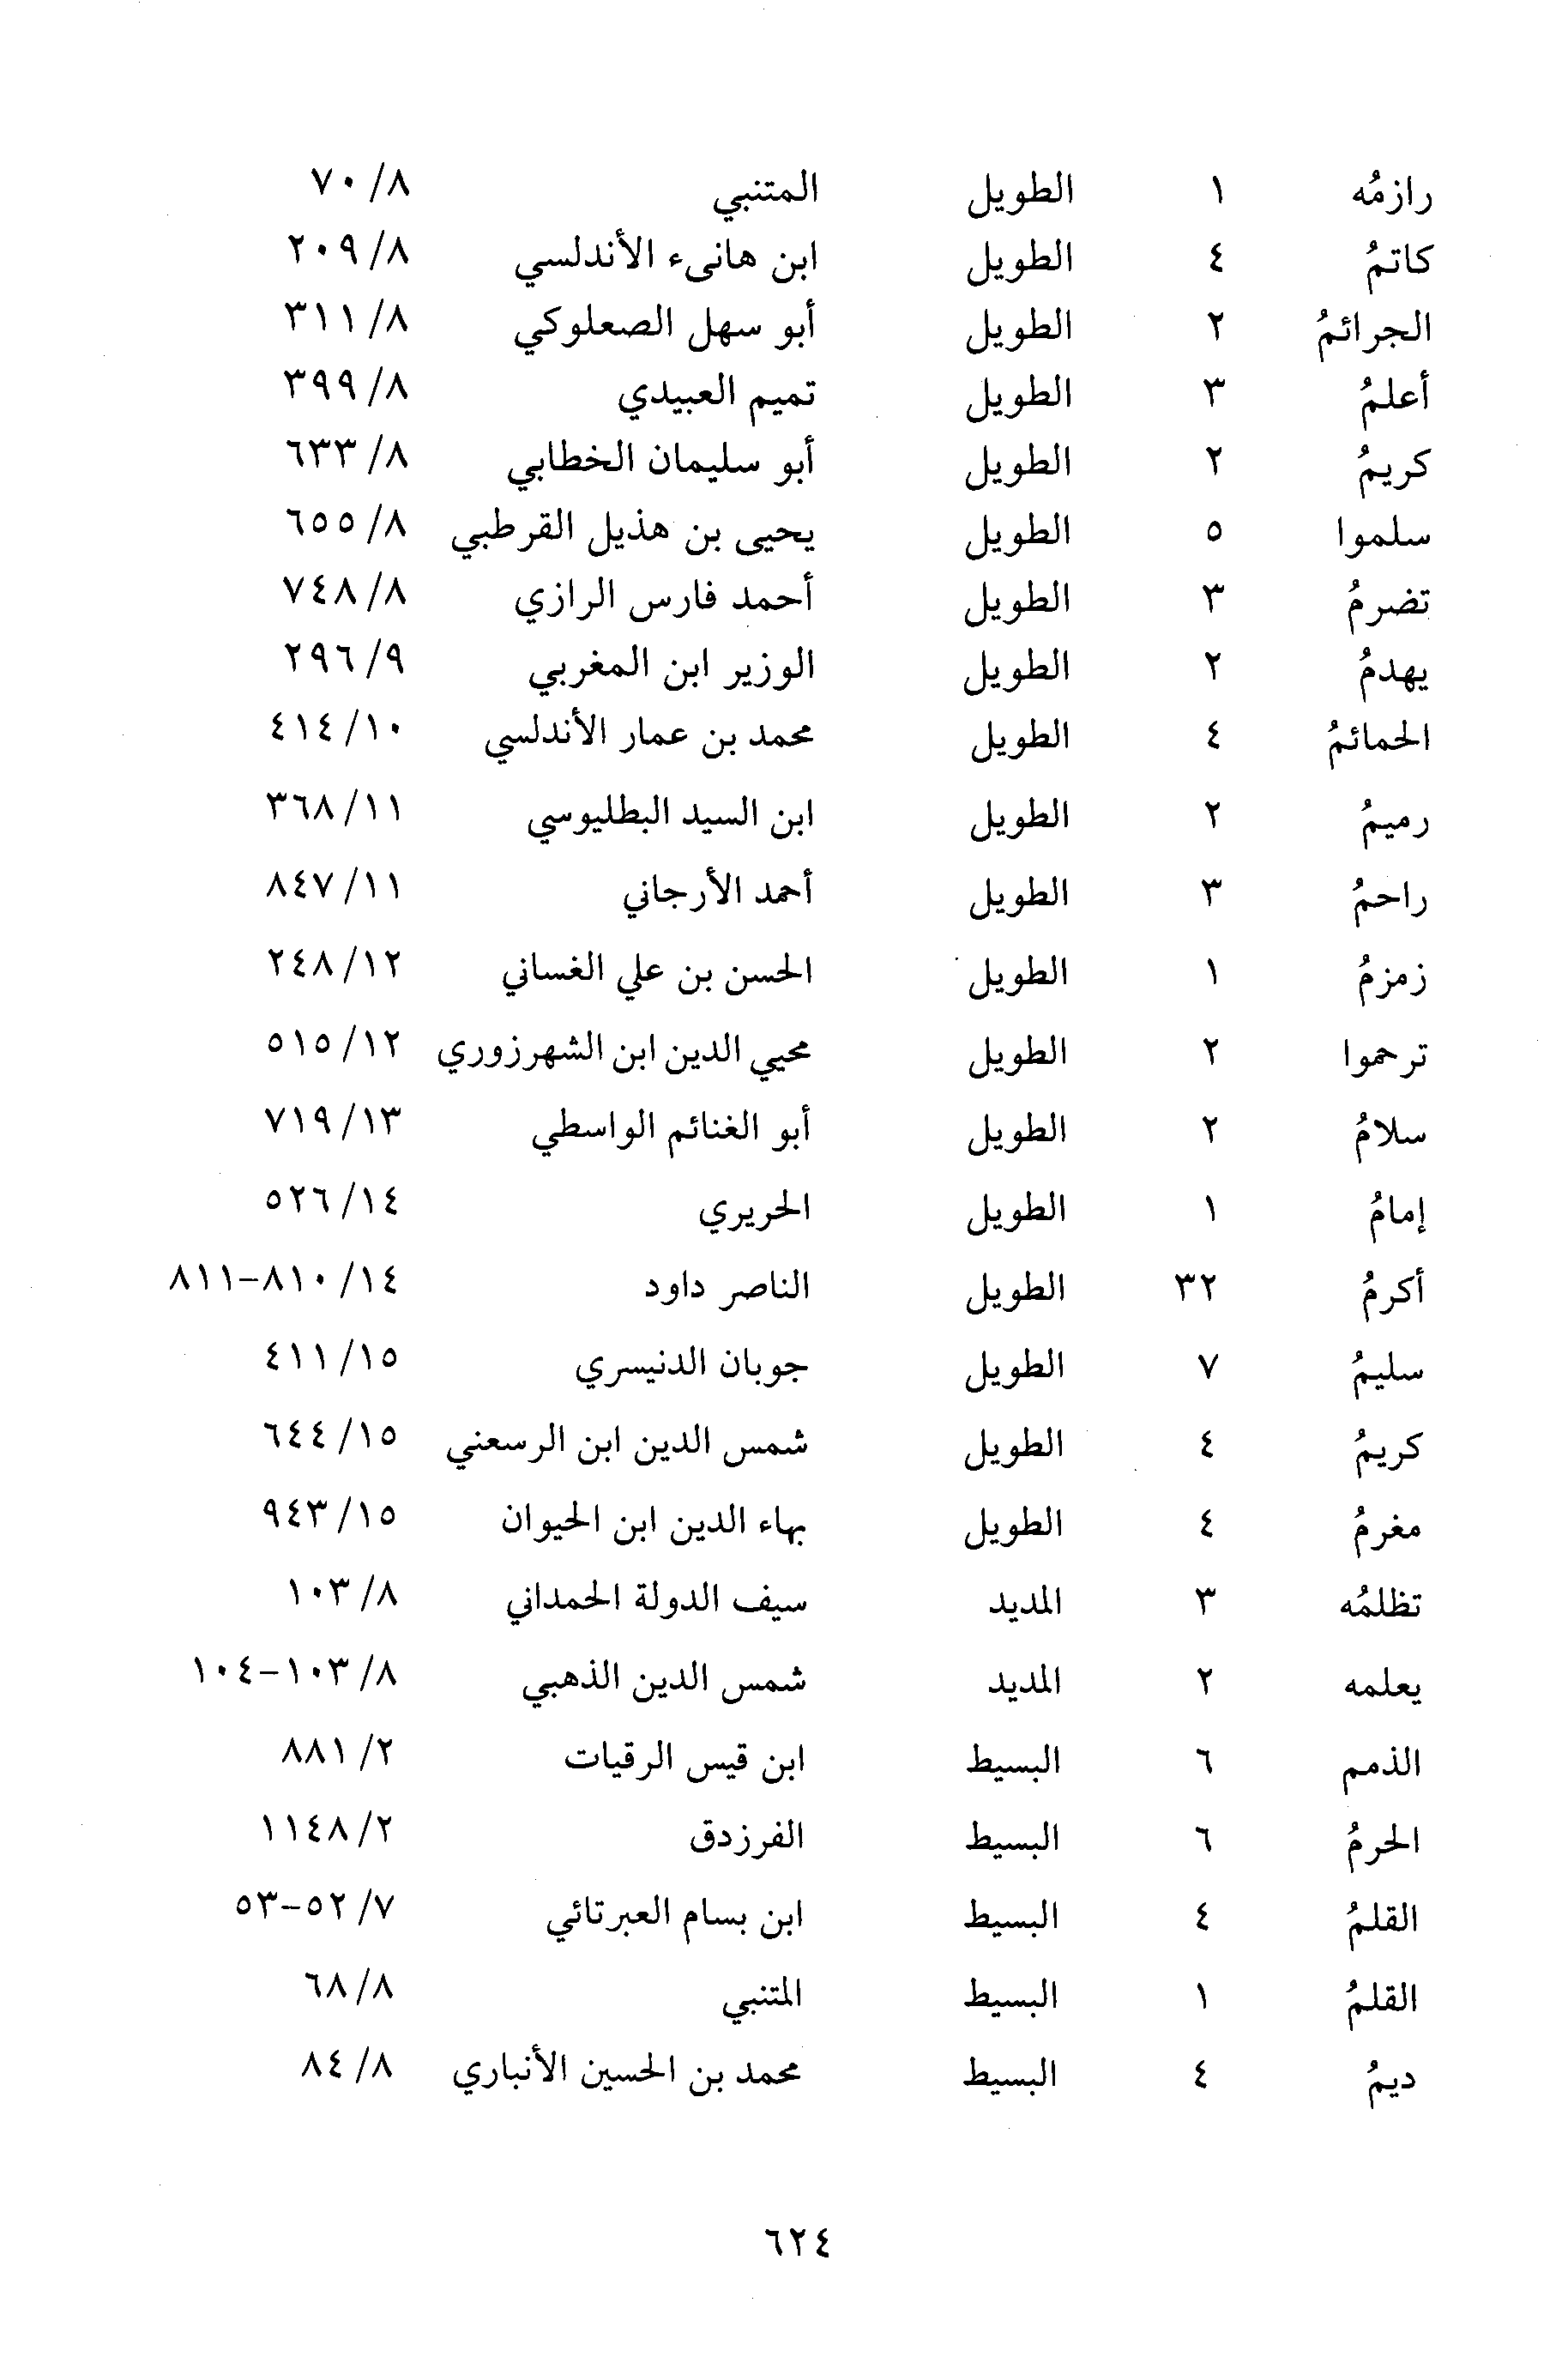 رازمُه ١ الطويل المتنبي ٨/ ٧٠
كاتمُ ٤ الطويل ابن هانىء الأندلسي ٨/ ٢٠٩
الجرائمُ ٢ الطويل أبو سهل الصعلوكي ٨/ ٣١١
أعلمُ ٣ الطويل تميم العبيدي ٨/ ٣٩٩
كريمُ ٢ الطويل أبو سليمان الخطابي ٨/ ٦٣٣
سلموا ٥ الطويل يحيى بن هذيل القرطبي ٨/ ٦٥٥
تضرمُ ٣ الطويل أحمد فارس الرازي ٨/ ٧٤٨
يهدمُ ٢ الطويل الوزير ابن المغربي ٩/ ٢٩٦
الحمائمُ ٤ الطويل محمد بن عمار الأندلسي ١٠/ ٤١٤
رميمُ ٢ الطويل ابن السيد البطليوسي ١١/ ٣٦٨
راحمُ ٣ الطويل أحمد الأرجاني ١١/ ٨٤٧
زمزمُ ١ الطويل الحسن بن علي الغساني ١٢/ ٢٤٨
ترحموا ٢ الطويل محيي الدين ابن الشهرزوري ١٢/ ٥١٥
سلامُ ٢ الطويل أبو الغنائم الواسطي ١٣/ ٧١٩
إمامُ ١ الطويل الحريري ١٤/ ٥٢٦
أكرمُ ٣٢ الطويل الناصر داود ١٤/ ٨١٠-٨١١
سليمُ ٧ الطويل جوبان الدنيسري ١٥/ ٤١١
كريمُ ٤ الطويل شمس الدين ابن الرسعني ١٥/ ٦٤٤
مغرمُ ٤ الطويل بهاء الدين ابن الحيوان ١٥/ ٩٤٣
تظلمُه ٣ المديد سيف الدولة الحمداني ٨/ ١٠٣
يعلمه ٢ المديد شمس الدين الذهبي ٨/ ١٠٣-١٠٤
الذمم ٦ البسيط ابن قيس الرقيات ٢/ ٨٨١
الحرمُ ٦ البسيط الفرزدق ٢/ ١١٤٨
القلمُ ٤ البسيط ابن بسام العبرتائي ٧/ ٥٢-٥٣
القلمُ ١ البسيط المتنبي ٨/ ٦٨
ديمُ ٤ البسيط محمد بن الحسين الأنباري ٨/ ٨٤
٦٢٤